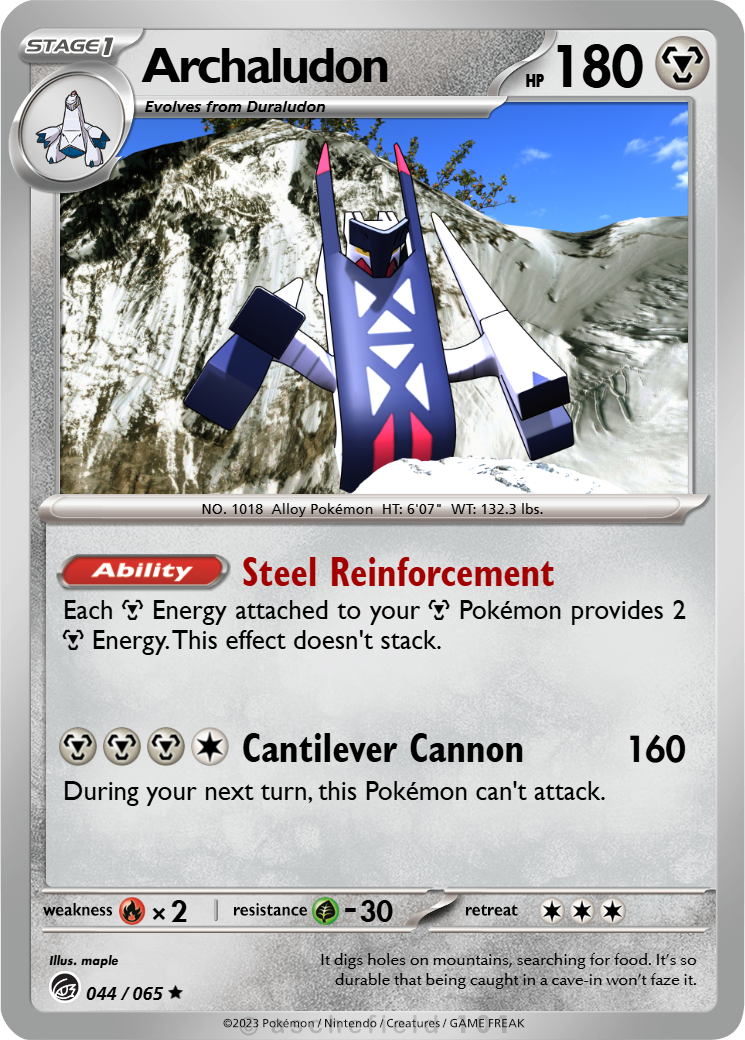 STAGE1
Archaludon
HP 180
Evolves from Duraludon
NO. 1018 Alloy Pokémon HT: 6'07" WT: 132.3 lbs.
Ability Steel Reinforcement
Each Energy attached to your Pokémon provides 2
Energy. This effect doesn't stack.
Cantilever Cannon 160
During your next turn, this Pokémon can't attack.
weakness ×2 resistance -30 retreat
Illus. maple
It digs holes on mountains, searching for food. It's so
durable that being caught in a cave-in won't faze it.
044 / 065 ★
©2023 Pokémon / Nintendo / Creatures / GAME FREAK